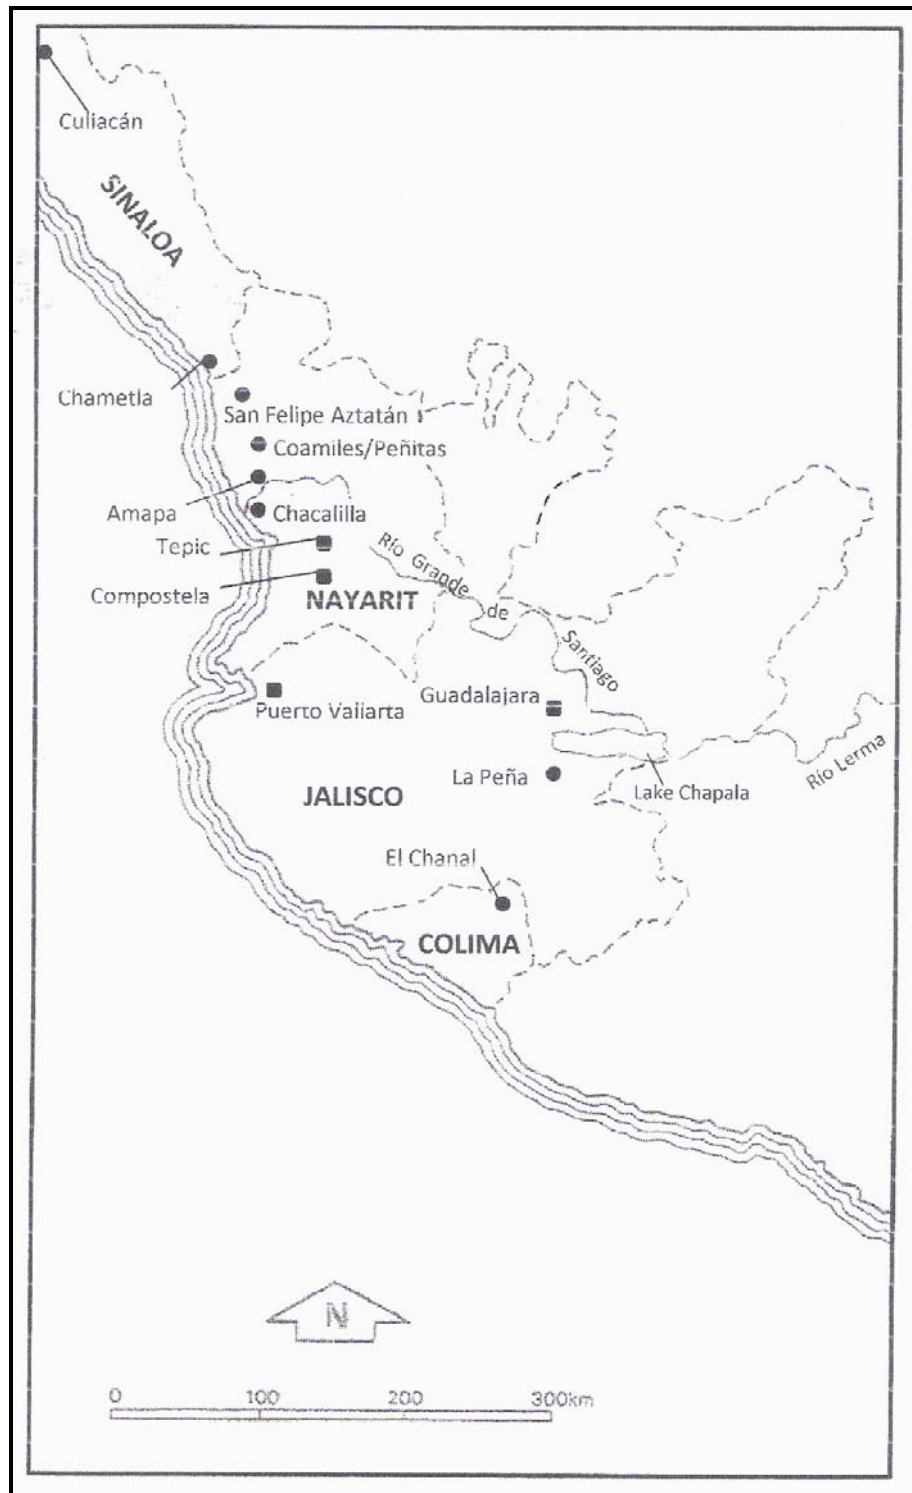 Culiacán
SINALOA
Chametla
San Felipe Aztatán
Coamiles/Peñitas
Amapa
Chacalilla
Tepic
Compostela
NAYARIT
Río Grande de Santiago
Puerto Vallarta
Guadalajara
Río Lerma
Lake Chapala
La Peña
JALISCO
El Chanal
COLIMA
N
0 100 200 300km